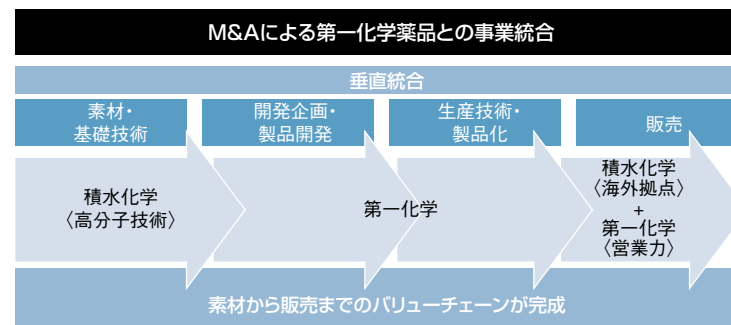 M&Aによる第一化学薬品との事業統合
垂直統合
素材・
基礎技術
開発企画・
製品開発
生産技術・
製品化
販売
積水化学
〈高分子技術〉
第一化学
積水化学
〈海外拠点〉
+
第一化学
〈営業力〉
素材から販売までのバリューチェーンが完成